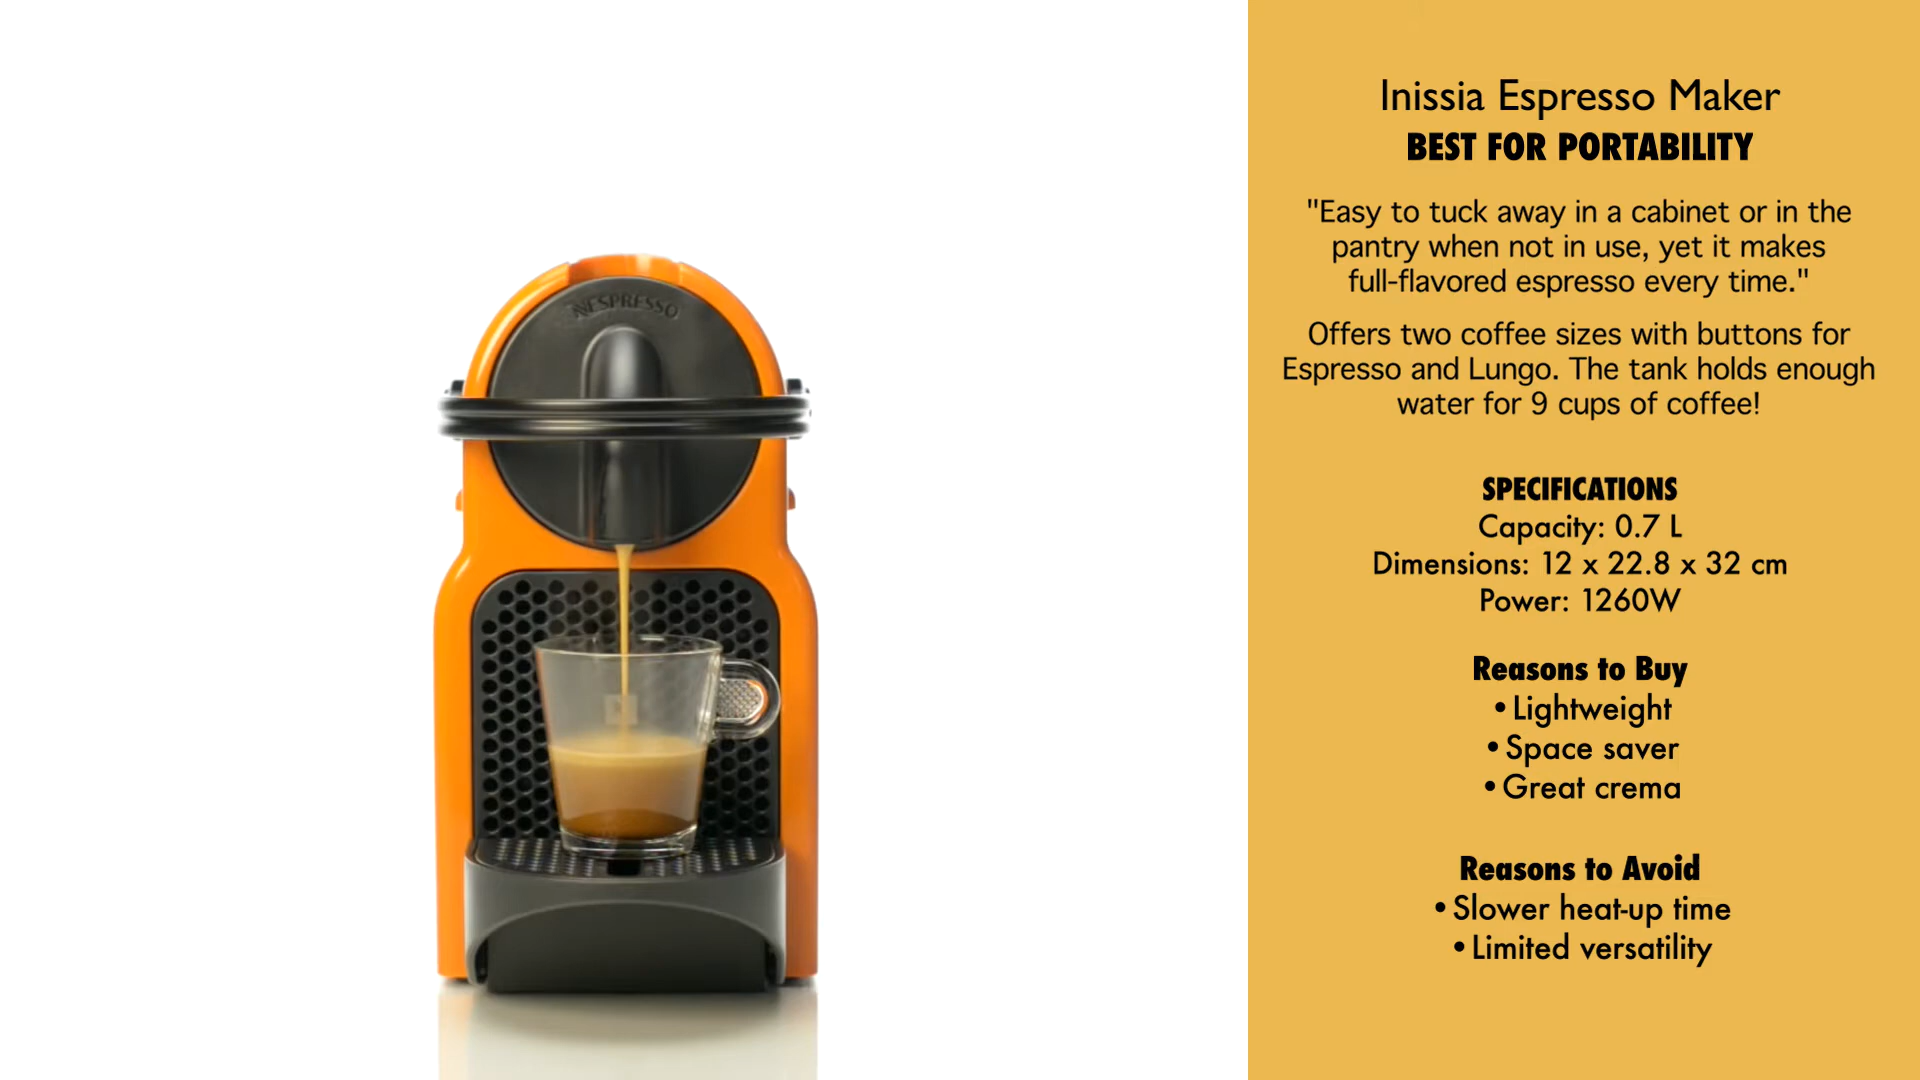 NESPRESSO
Inissia Espresso Maker
BEST FOR PORTABILITY
"Easy to tuck away in a cabinet or in the
pantry when not in use, yet it makes
full-flavored espresso every time."
Offers two coffee sizes with buttons for
Espresso and Lungo. The tank holds enough
water for 9 cups of coffee!
SPECIFICATIONS
Capacity: 0.7 L
Dimensions: 12 x 22.8 x 32 cm
Power: 1260W
Reasons to Buy
• Lightweight
• Space saver
• Great crema
Reasons to Avoid
• Slower heat-up time
• Limited versatility